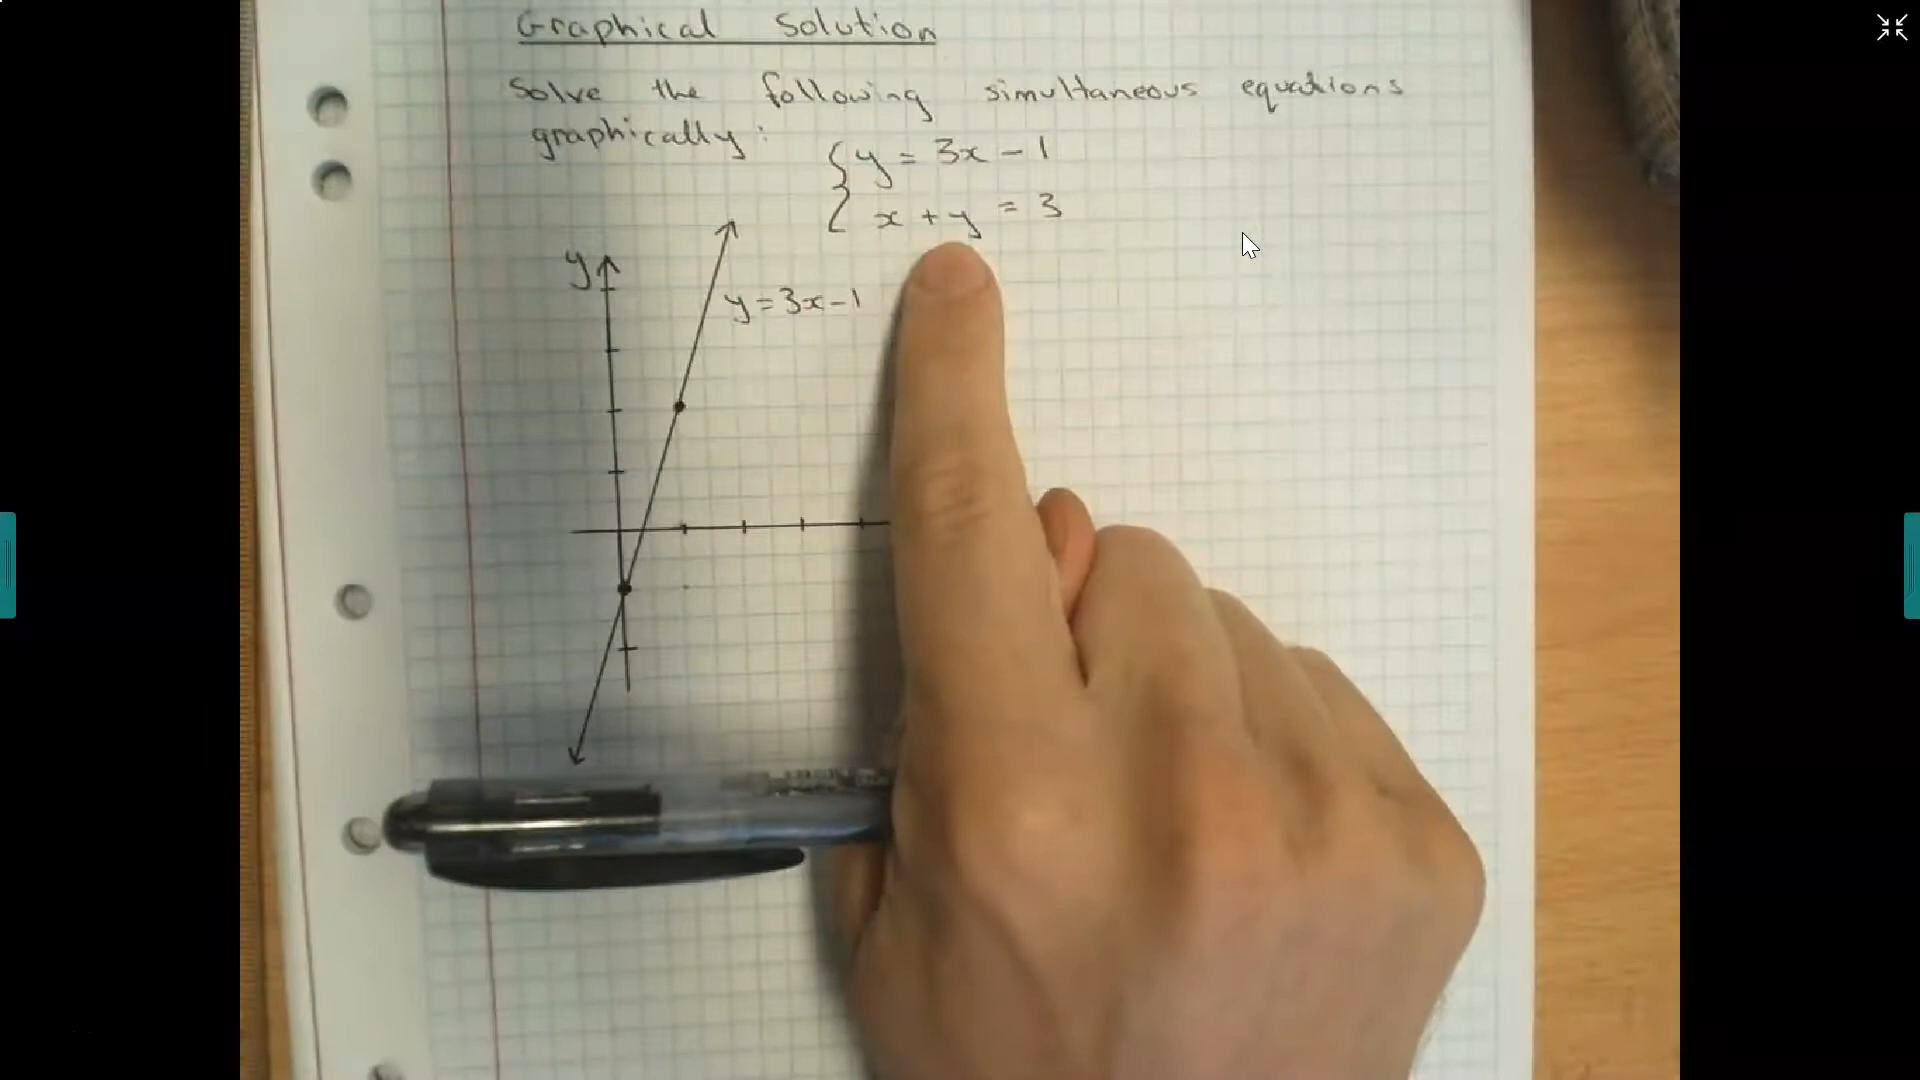 Graphical Solution
Solve the following simultaneous equations
graphically:
y = 3x - 1
x + y = 3
y
y = 3x - 1